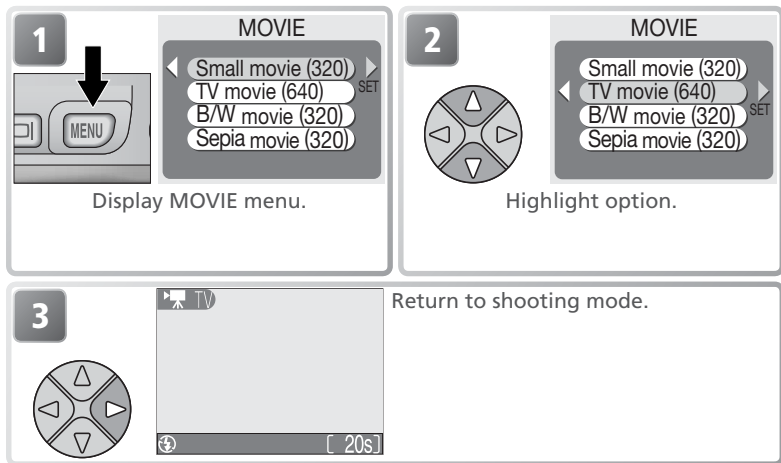 1
MENU
MOVIE
Small movie (320)
TV movie (640)
B/W movie (320)
Sepia movie (320)
SET
Display MOVIE menu.
2
MOVIE
Small movie (320)
TV movie (640)
B/W movie (320)
Sepia movie (320)
SET
Highlight option.
3
TV
[ 20s]
Return to shooting mode.